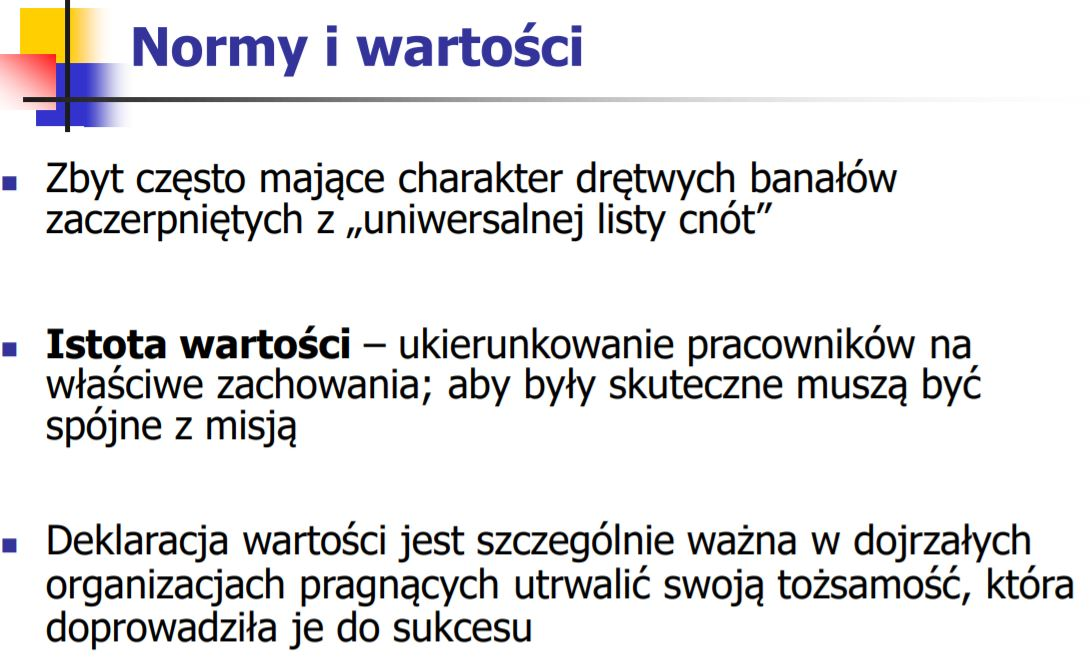 Normy i wartości
Zbyt często mające charakter drętwych banałów
zaczerpniętych z „uniwersalnej listy cnót”
Istota wartości – ukierunkowanie pracowników na
właściwe zachowania; aby były skuteczne muszą być
spójne z misją
Deklaracja wartości jest szczególnie ważna w dojrzałych
organizacjach pragnących utrwalić swoją tożsamość, która
doprowadziła je do sukcesu